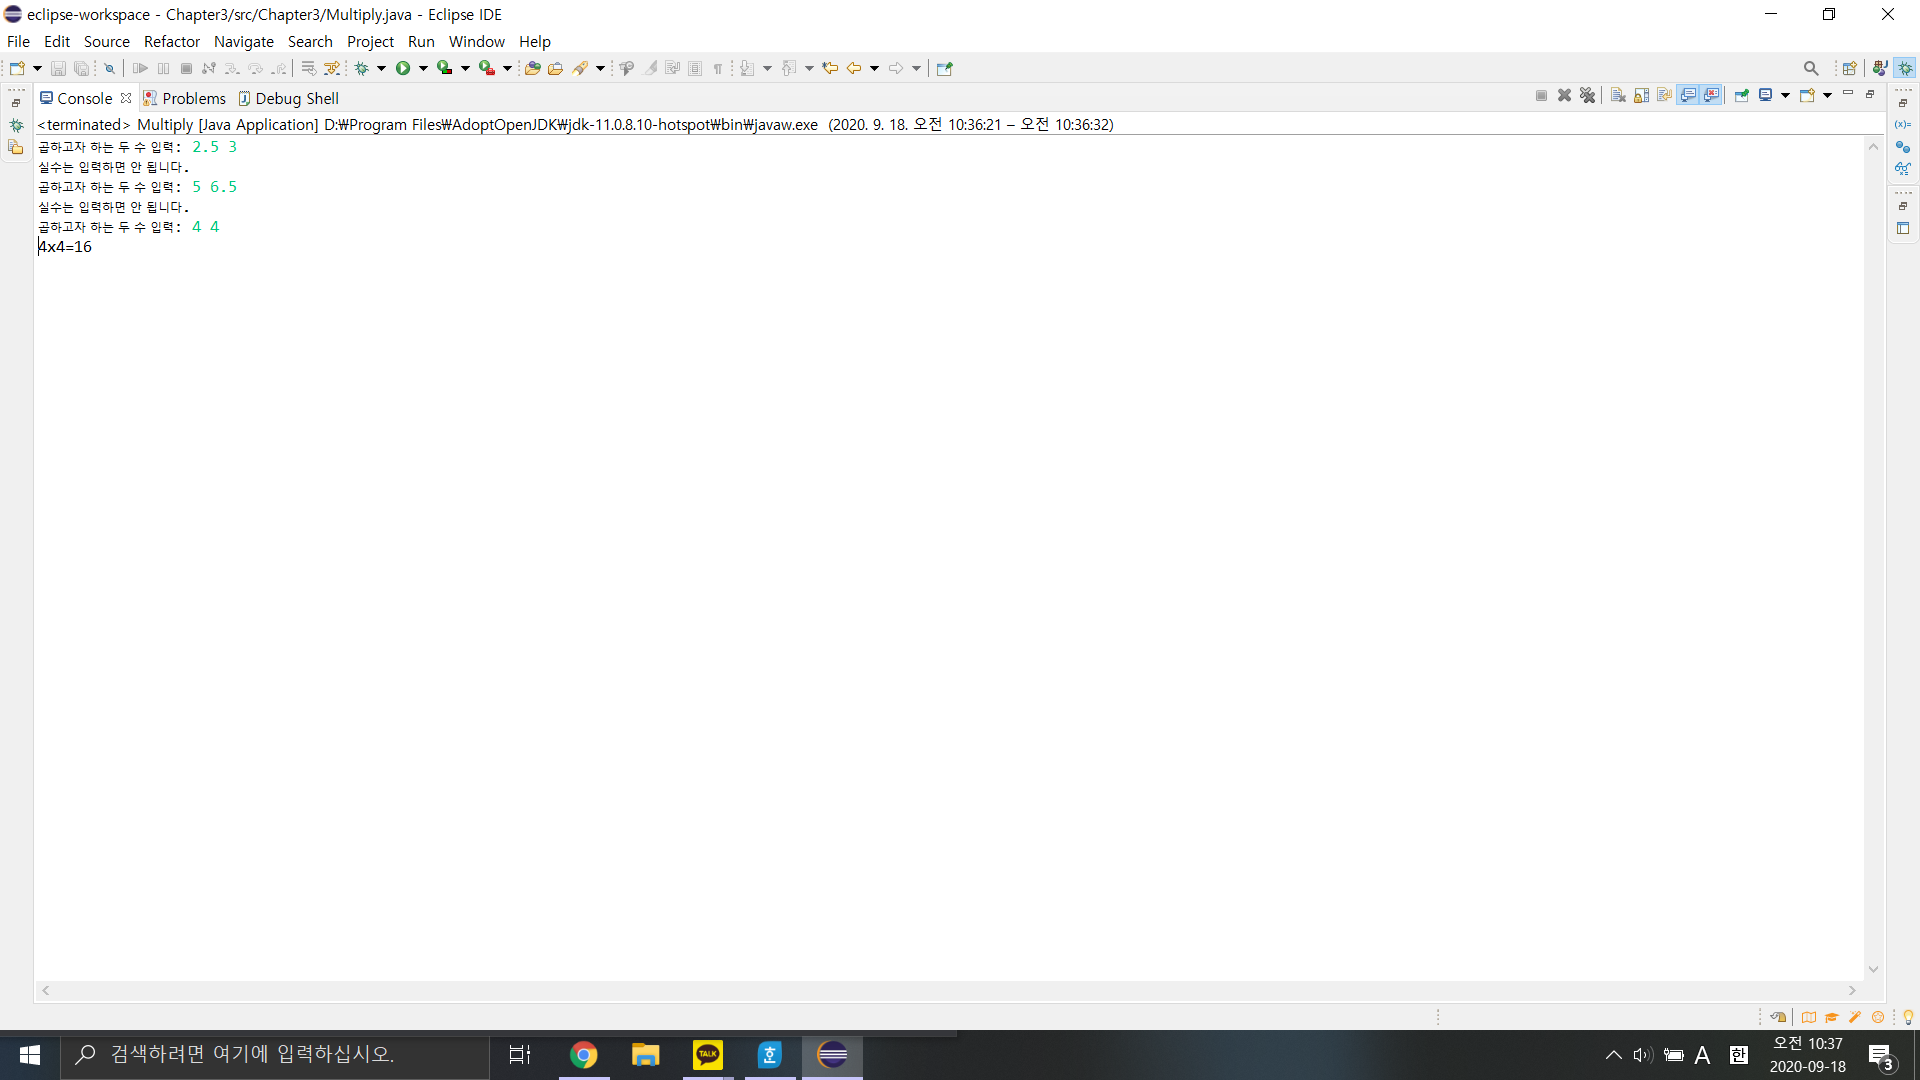 eclipse-workspace - Chapter3/src/Chapter3/Multiply.java - Eclipse IDE
File Edit Source Refactor Navigate Search Project Run Window Help
Console Problems Debug Shell
<terminated> Multiply [Java Application] D:₩Program Files₩AdoptOpenJDK₩jdk-11.0.8.10-hotspot₩bin₩javaw.exe (2020. 9. 18. 오전 10:36:21 – 오전 10:36:32)
곱하고자 하는 두 수 입력: 2.5 3
실수는 입력하면 안 됩니다.
곱하고자 하는 두 수 입력: 5 6.5
실수는 입력하면 안 됩니다.
곱하고자 하는 두 수 입력: 4 4
4x4=16
검색하려면 여기에 입력하십시오.
TALK
호
A
한
오전 10:37
2020-09-18
3